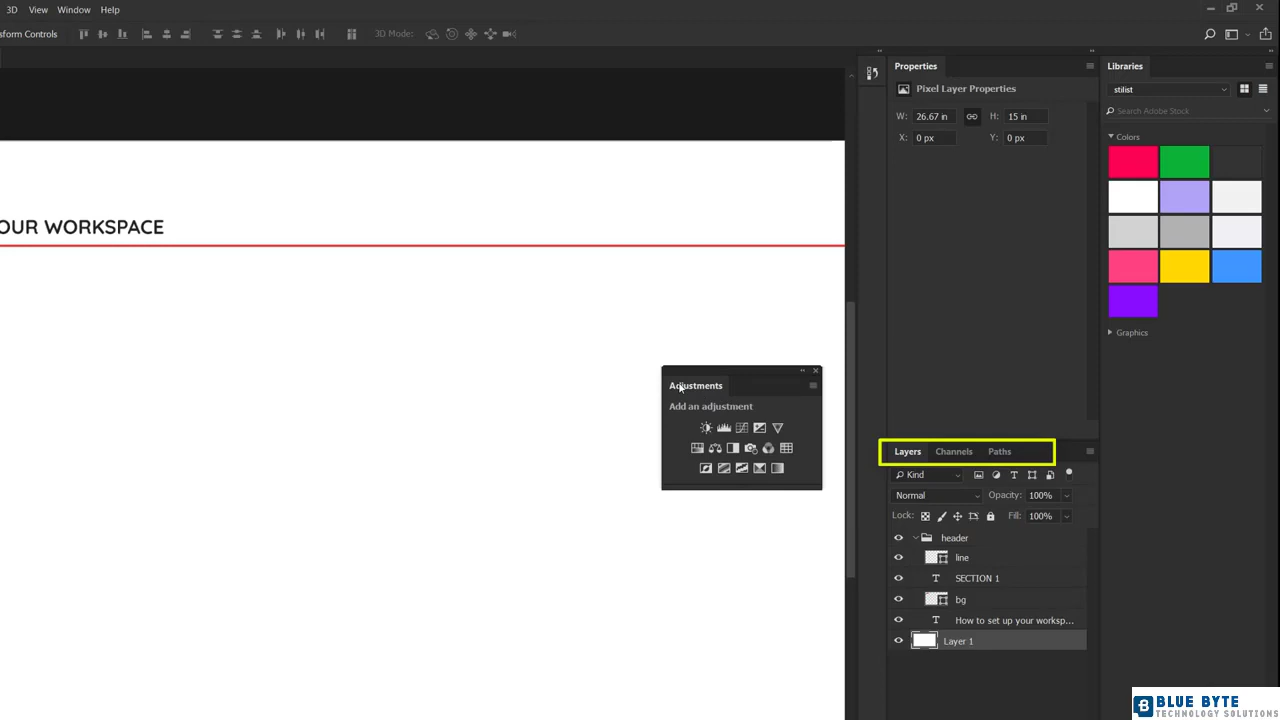 3D View Window Help
sform Controls
3D Mode:
Properties
Libraries
Pixel Layer Properties
stilist
W: 26.67 in H: 15 in
Search Adobe Stock
X: 0 px Y: 0 px
Colors
OUR WORKSPACE
Graphics
Adjustments
Add an adjustment
Layers Channels Paths
Kind
Normal Opacity: 100%
Lock: Fill: 100%
header
line
T SECTION 1
bg
T How to set up your worksp...
Layer 1
B BLUE BYTE
TECHNOLOGY SOLUTIONS